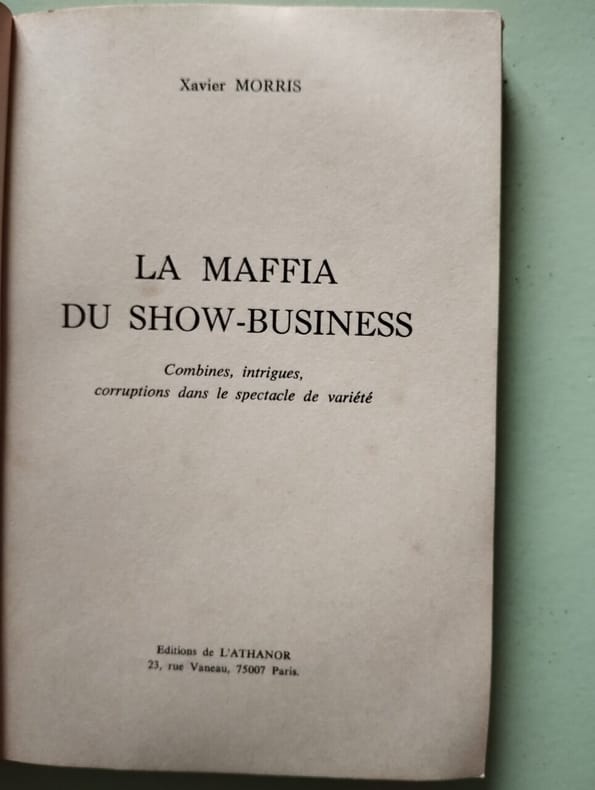 Xavier MORRIS
LA MAFFIA
DU SHOW-BUSINESS
Combines, intrigues,
corruptions dans le spectacle de variété
Editions de L'ATHANOR
23, rue Vaneau, 75007 Paris.